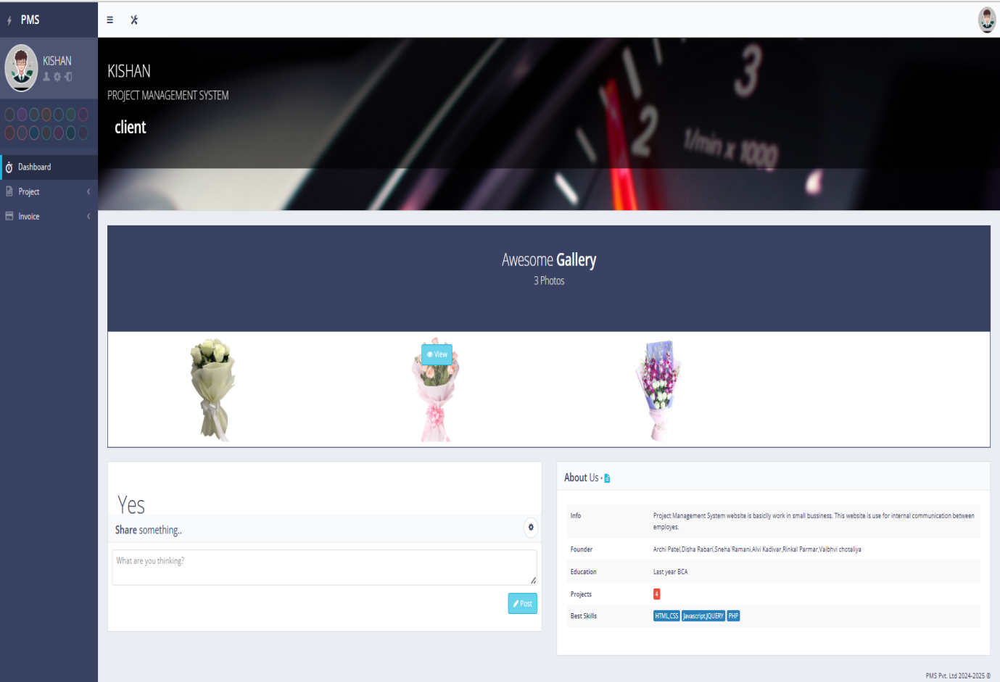 PMS
KISHAN
Dashboard
Project
Invoice
KISHAN
PROJECT MANAGEMENT SYSTEM
client
3
2
1/min x 1000
Awesome Gallery
3 Photos
View
Yes
Share something..
What are you thinking?
Post
About Us •
Info Project Management System website is basiclly work in small bussiness. This website is use for internal communication between
employes.
Founder Archi Patel,Disha Rabari,Sneha Ramani,Alvi Kadivar,Rinkal Parmar,Vaibhvi chotaliya
Education Last year BCA
Projects 4
Best Skills HTML,CSS Javascript,JQUERY PHP
PMS Pvt. Ltd 2024-2025 ©